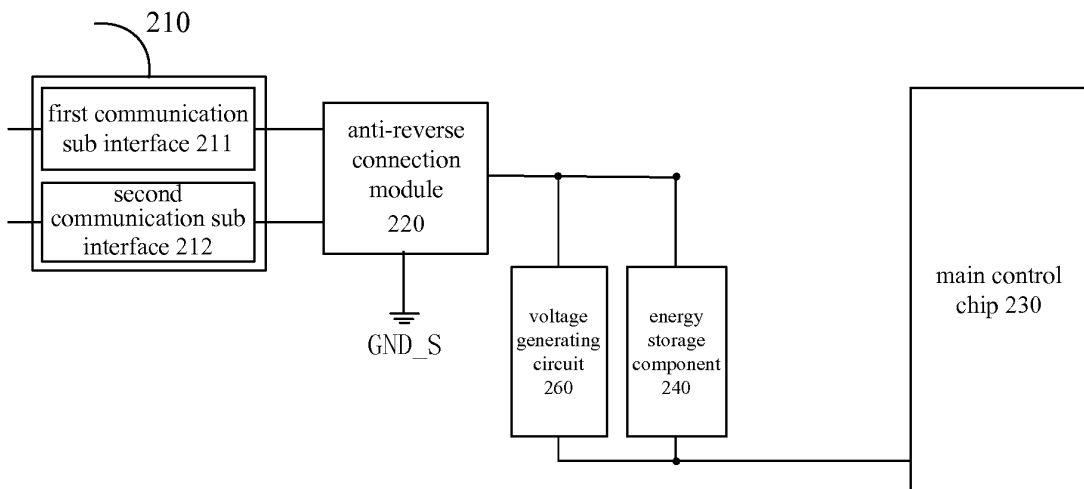 210
first communication
sub interface 211
second
communication sub
interface 212
anti-reverse
connection
module
220
GND_S
voltage
generating
circuit
260
energy
storage
component
240
main control
chip 230